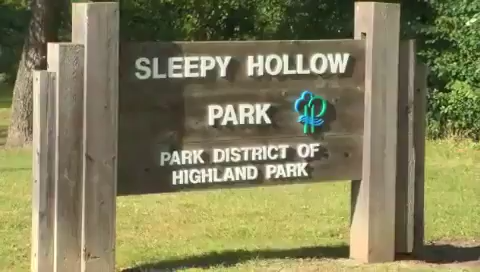 SLEEPY HOLLOW
PARK
PARK DISTRICT OF
HIGHLAND PARK